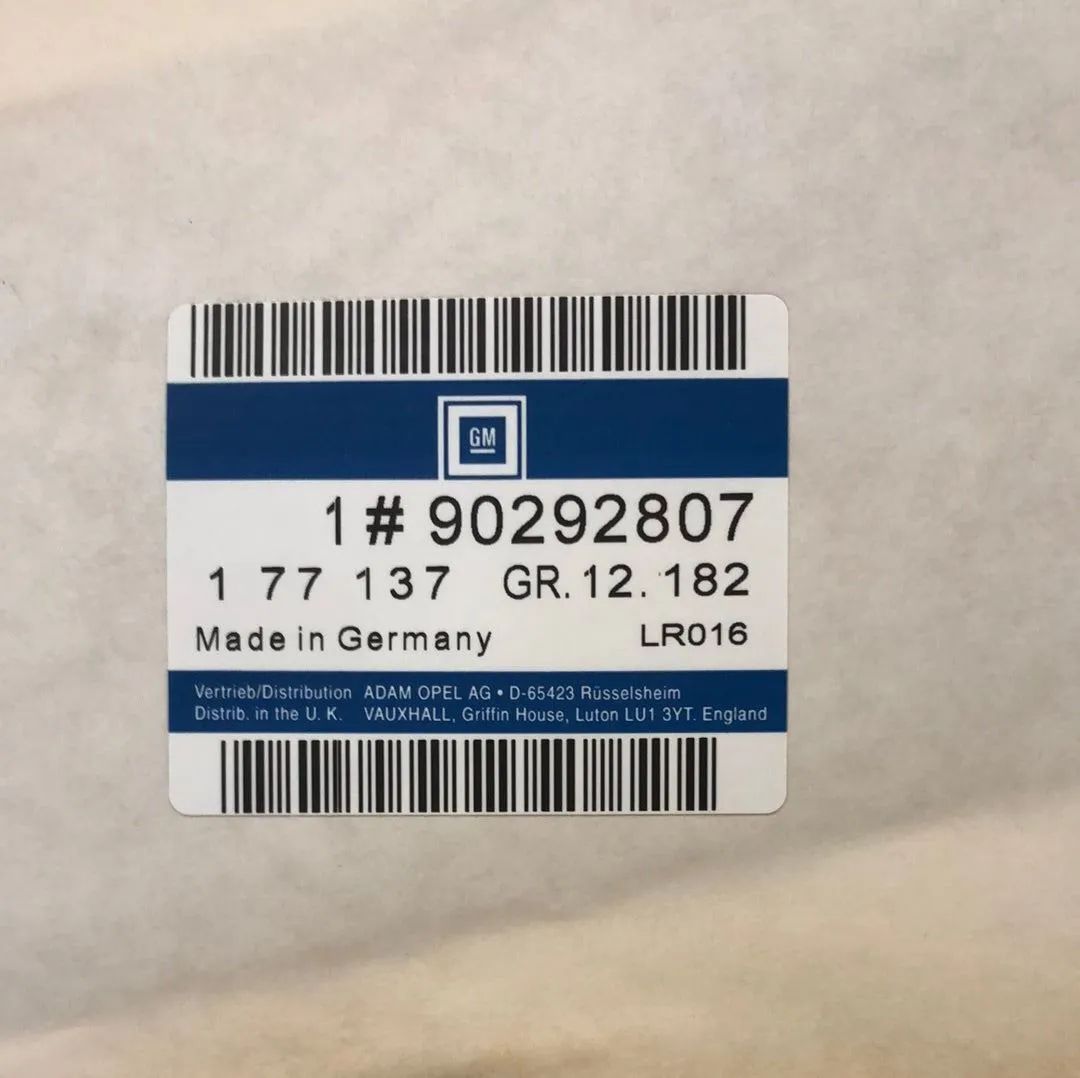 GM
1# 90292807
1 77 137 GR. 12. 182
Made in Germany LR016
Vertrieb/Distribution ADAM OPEL AG • D-65423 Rüsselsheim
Distrib. in the U. K. VAUXHALL, Griffin House, Luton LU1 3YT. England